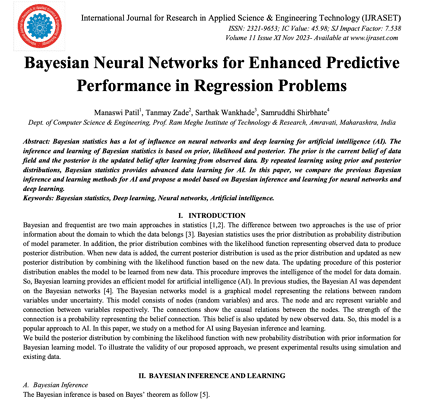 International Journal for Research in Applied Science & Engineering Technology (IJRASET)
ISSN: 2321-9653; IC Value: 45.98; SJ Impact Factor: 7.538
Volume 11 Issue XI Nov 2023- Available at www.ijraset.com
Bayesian Neural Networks for Enhanced Predictive
Performance in Regression Problems
Manaswi Patil1, Tanmay Zade2, Sarthak Wankhade3, Samruddhi Shirbhate4
Dept. of Computer Science & Engineering, Prof. Ram Meghe Institute of Technology & Research, Amravati, Maharashtra, India
Abstract: Bayesian statistics has a lot of influence on neural networks and deep learning for artificial intelligence (AI). The
inference and learning of Bayesian statistics is based on prior, likelihood and posterior. The prior is the current belief of data
field and the posterior is the updated belief after learning from observed data. By repeated learning using prior and posterior
distributions, Bayesian statistics provides advanced data learning for AI. In this paper, we compare the previous Bayesian
inference and learning methods for AI and propose a model based on Bayesian inference and learning for neural networks and
deep learning.
Keywords: Bayesian statistics, Deep Learning, Neural networks, Artificial intelligence.
I. INTRODUCTION
Bayesian and frequentist are two main approaches in statistics [1,2]. The difference between two approaches is the use of prior
information about the domain to which the data belongs [3]. Bayesian statistics uses the prior distribution as probability distribution
of model parameter. In addition, the prior distribution combines with the likelihood function representing observed data to produce
posterior distribution. When new data is added, the current posterior distribution is used as the prior distribution and updated as new
posterior distribution by combining with the likelihood function based on the new data. The updating procedure of this posterior
distribution enables the model to be learned from new data. This procedure improves the intelligence of the model for data domain.
So, Bayesian learning provides an efficient model for artificial intelligence (AI). In previous studies, the Bayesian AI was dependent
on the Bayesian networks [4]. The Bayesian networks model is a graphical model representing the relations between random
variables under uncertainty. This model consists of nodes (random variables) and arcs. The node and arc represent variable and
connection between variables respectively. The connections show the causal relations between the nodes. The strength of the
connection is a probability representing the belief connection. This belief is also updated by new observed data. So, this model is a
popular approach to AI. In this paper, we study on a method for AI using Bayesian inference and learning.
We build the posterior distribution by combining the likelihood function with new probability distribution with prior information for
Bayesian learning model. To illustrate the validity of our proposed approach, we present experimental results using simulation and
existing data.
II. BAYESIAN INFERENCE AND LEARNING
A. Bayesian Inference
The Bayesian inference is based on Bayes' theorem as follow [5].